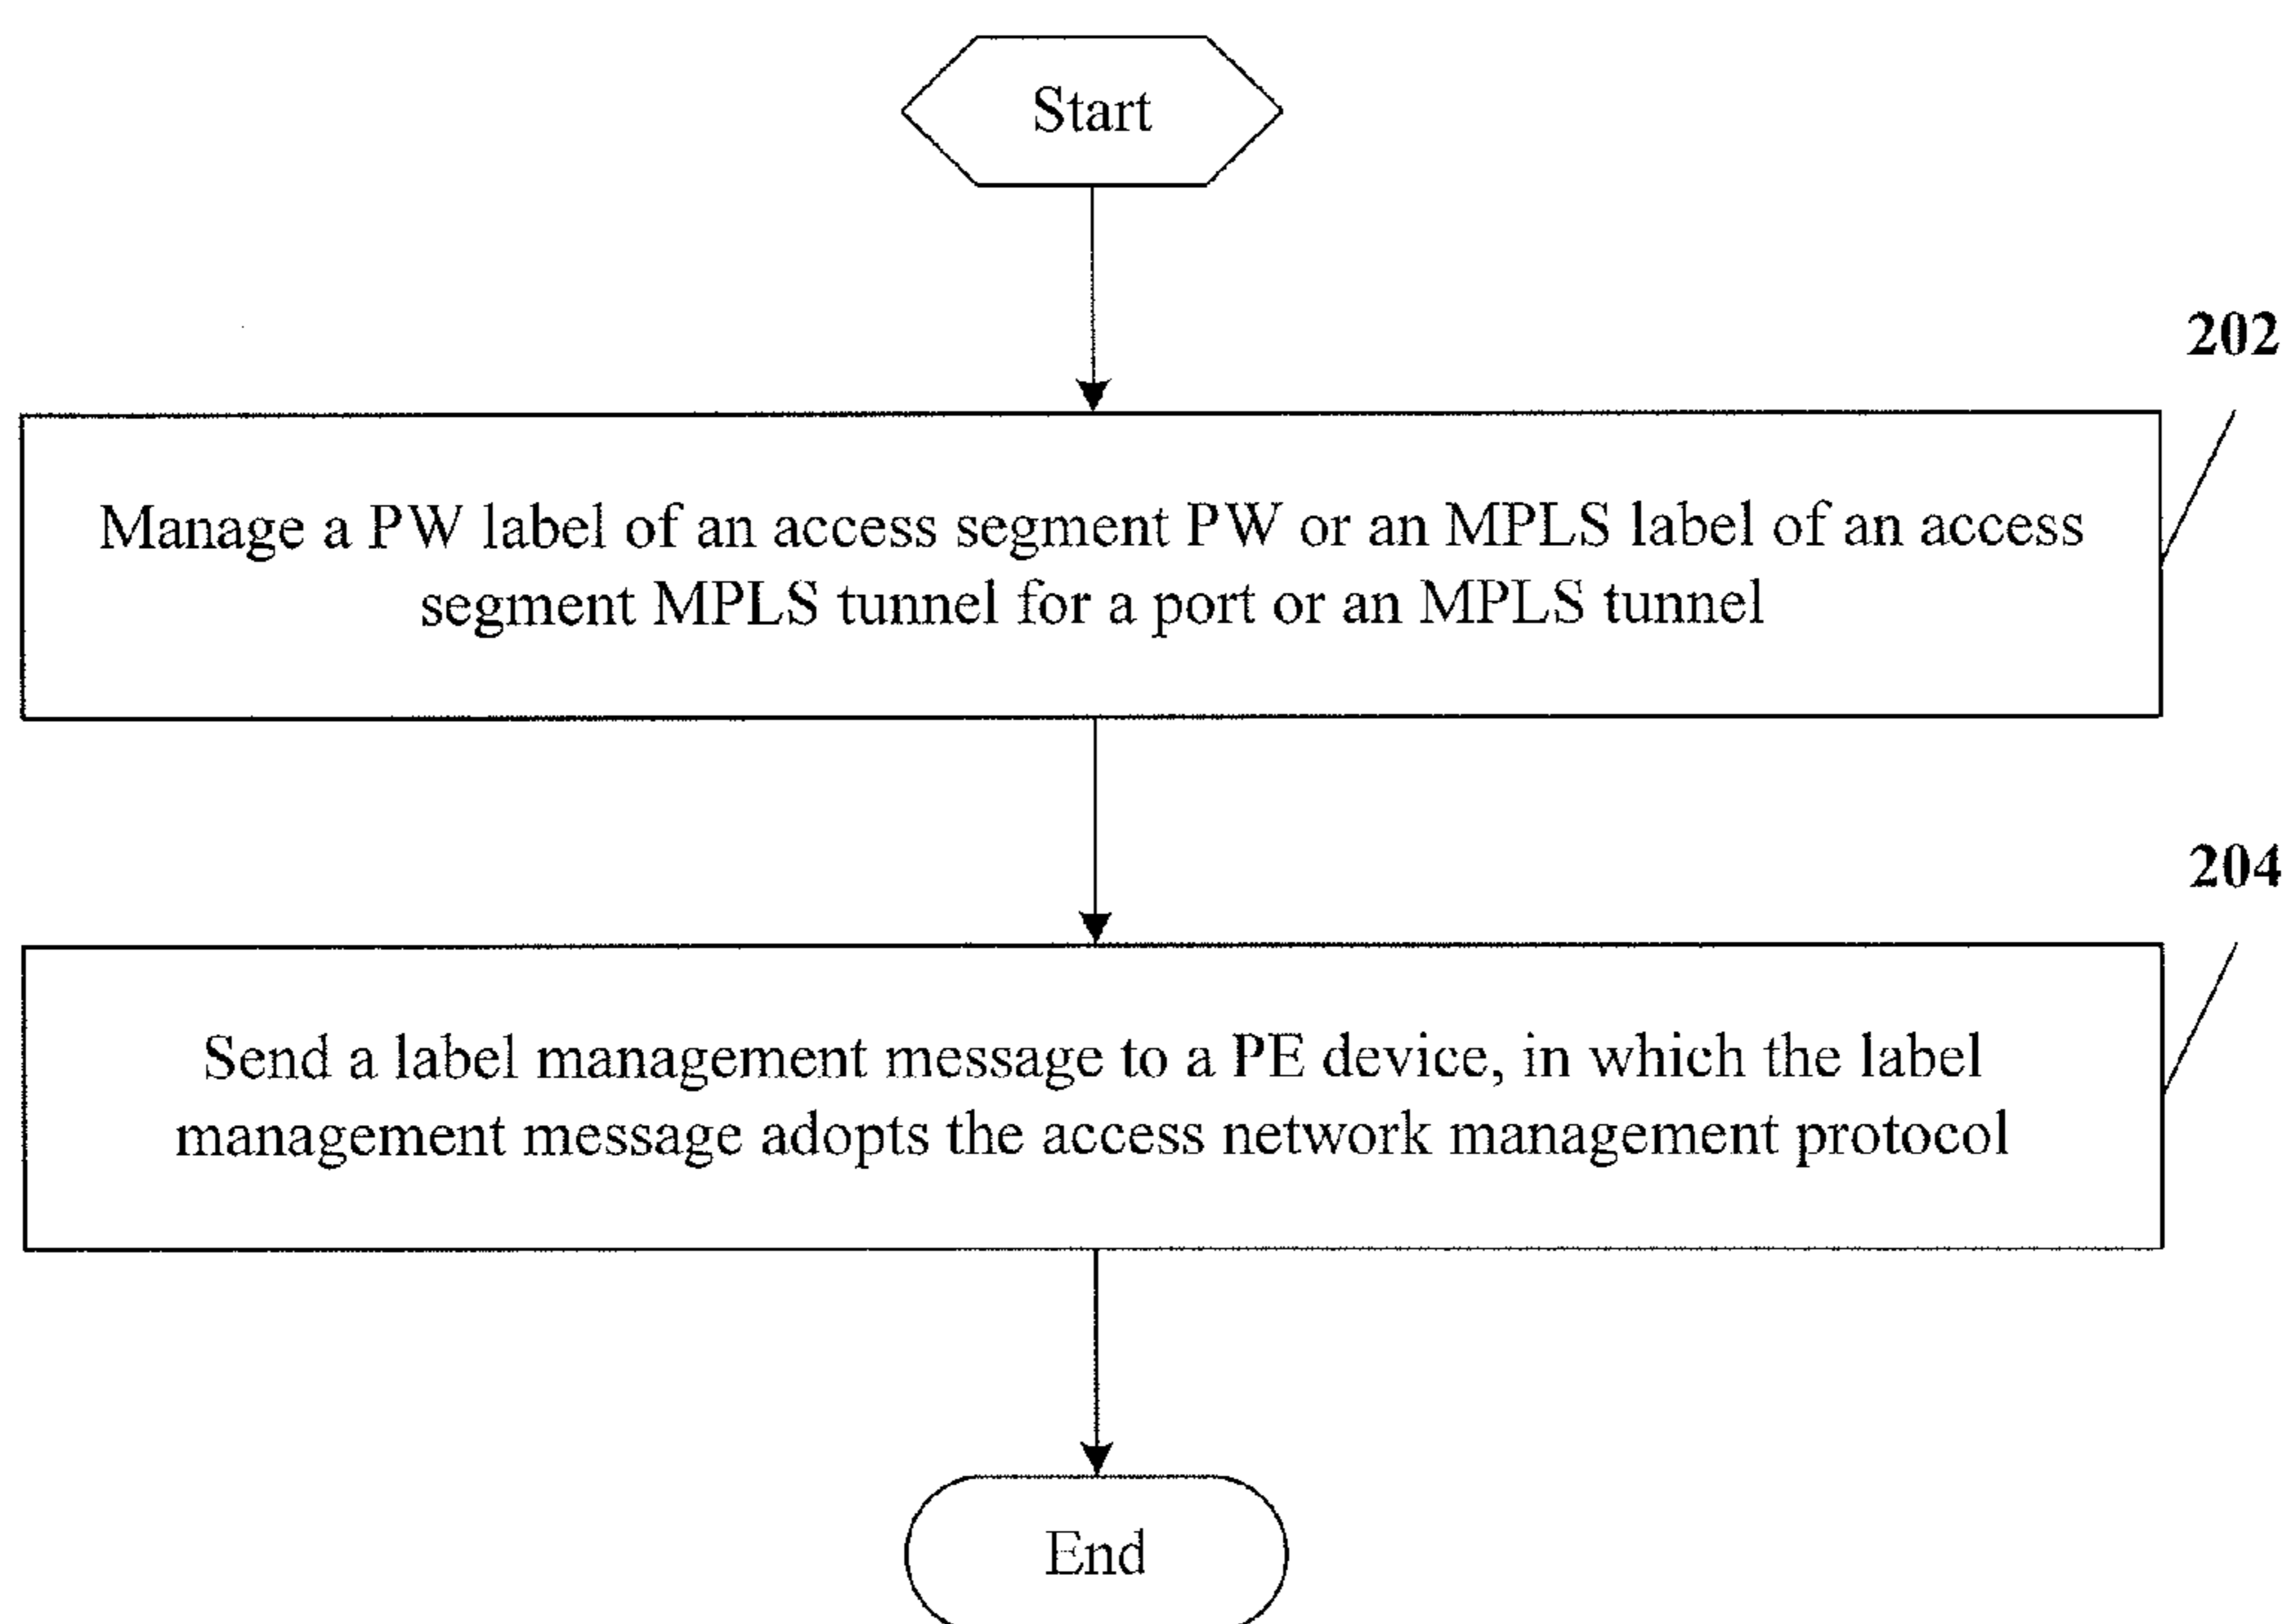 Start
202
Manage a PW label of an access segment PW or an MPLS label of an access
segment MPLS tunnel for a port or an MPLS tunnel
204
Send a label management message to a PE device, in which the label
management message adopts the access network management protocol
End